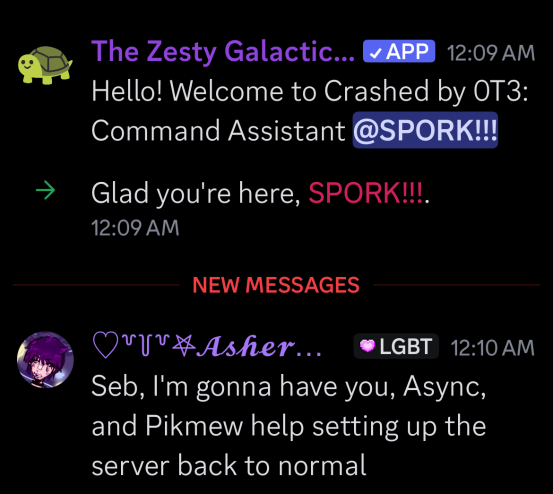 The Zesty Galactic... ✓ APP 12:09 AM
Hello! Welcome to Crashed by 0T3:
Command Assistant @SPORK!!!
Glad you're here, SPORK!!!.
12:09 AM
NEW MESSAGES
𝓐𝓼𝓱𝓮𝓻... LGBT 12:10 AM
Seb, I'm gonna have you, Async,
and Pikmew help setting up the
server back to normal